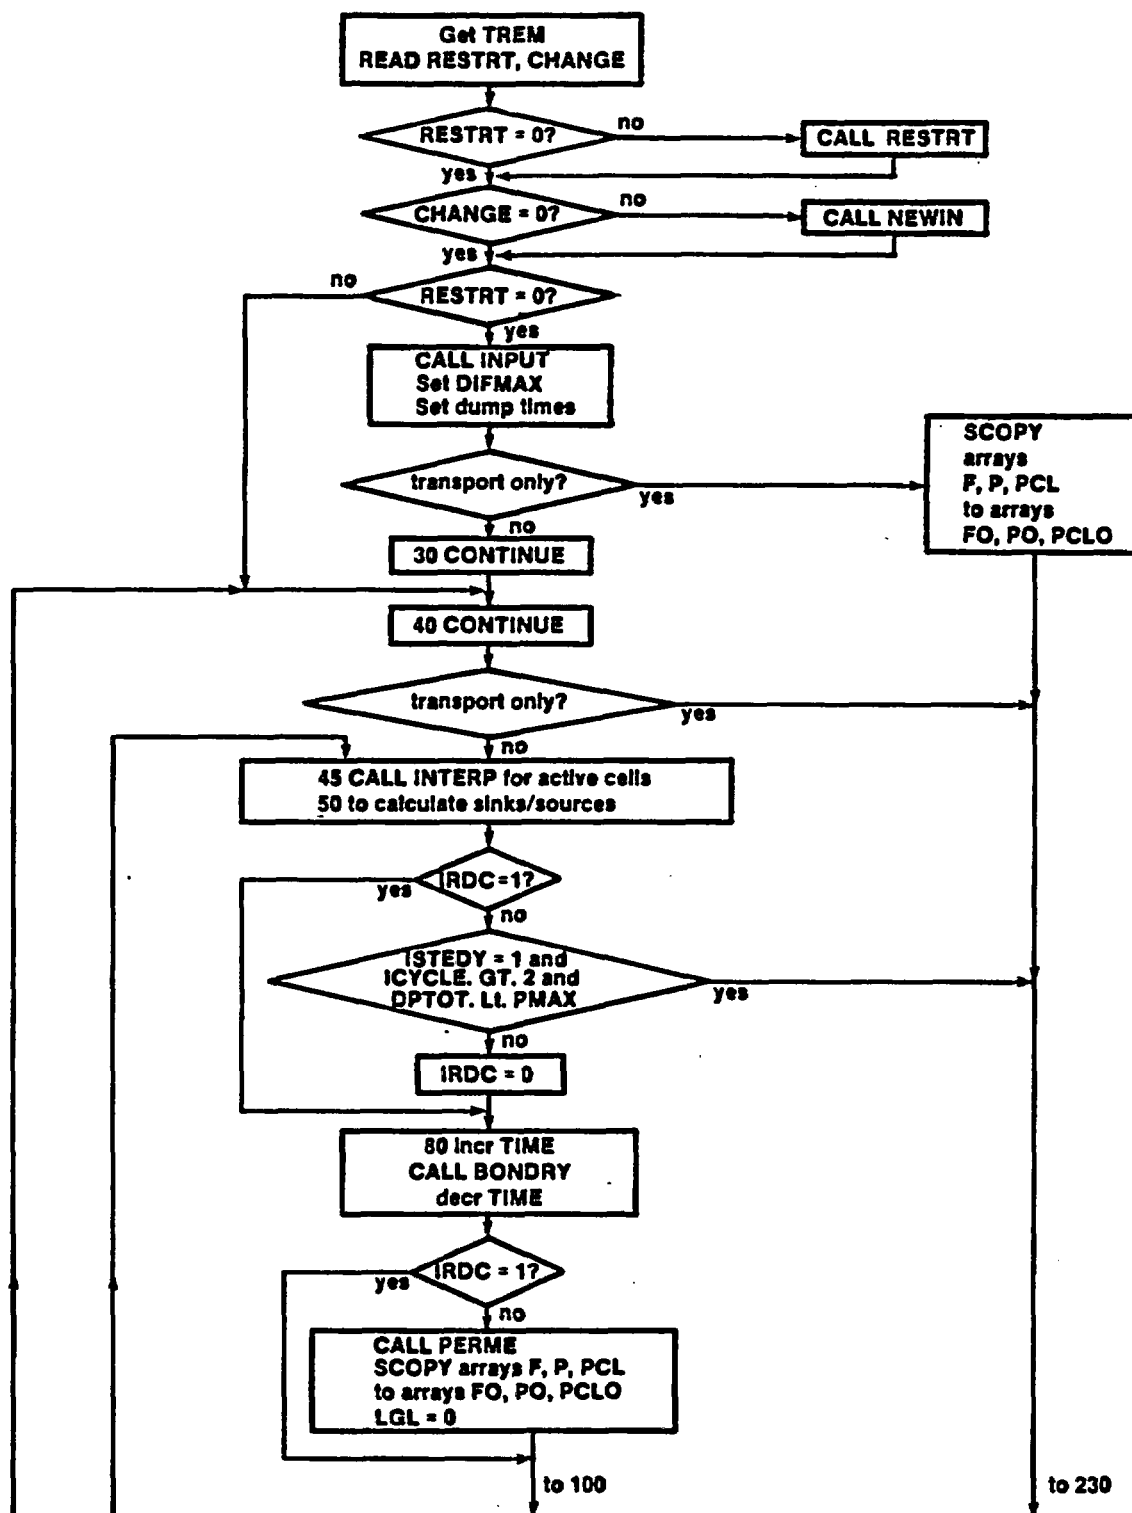 Get TREM
READ RESTRT, CHANGE
RESTRT = 0?
no
CALL RESTRT
yes
CHANGE = 0?
no
CALL NEWIN
yes
no
RESTRT = 0?
yes
CALL INPUT
Set DIFMAX
Set dump times
SCOPY
arrays
F, P, PCL
to arrays
FO, PO, PCLO
transport only?
yes
no
30 CONTINUE
40 CONTINUE
transport only?
yes
no
45 CALL INTERP for active cells
50 to calculate sinks/sources
IRDC=1?
yes
no
ISTEDY = 1 and
ICYCLE. GT. 2 and
DPTOT. Lt. PMAX
yes
no
IRDC = 0
80 incr TIME
CALL BONDRY
decr TIME
IRDC = 1?
yes
no
CALL PERME
SCOPY arrays F, P, PCL
to arrays FO, PO, PCLO
LGL = 0
to 100
to 230